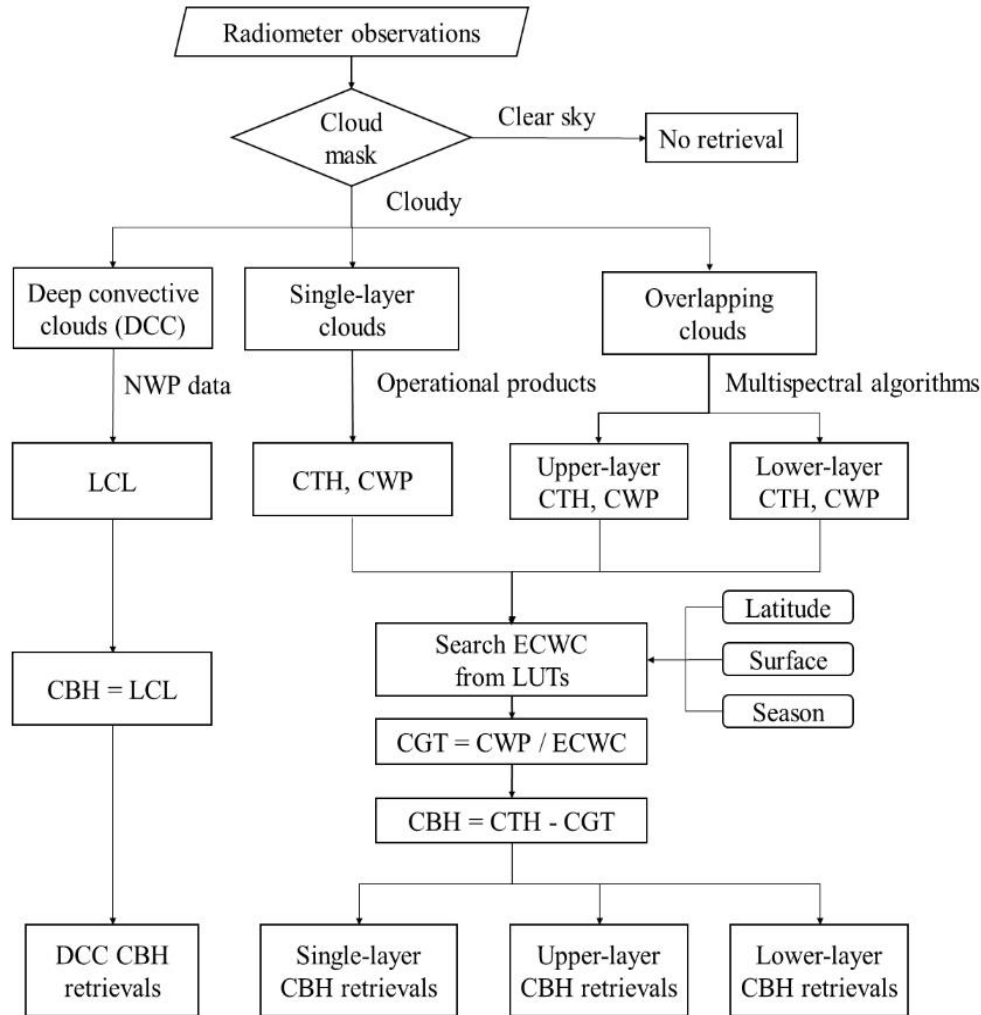 Radiometer observations
Cloud
mask
Clear sky
No retrieval
Cloudy
Deep convective
clouds (DCC)
Single-layer
clouds
Overlapping
clouds
NWP data
Operational products
Multispectral algorithms
LCL
CTH, CWP
Upper-layer
CTH, CWP
Lower-layer
CTH, CWP
Latitude
Search ECWC
from LUTs
Surface
CBH = LCL
Season
CGT = CWP / ECWC
CBH = CTH - CGT
DCC CBH
retrievals
Single-layer
CBH retrievals
Upper-layer
CBH retrievals
Lower-layer
CBH retrievals